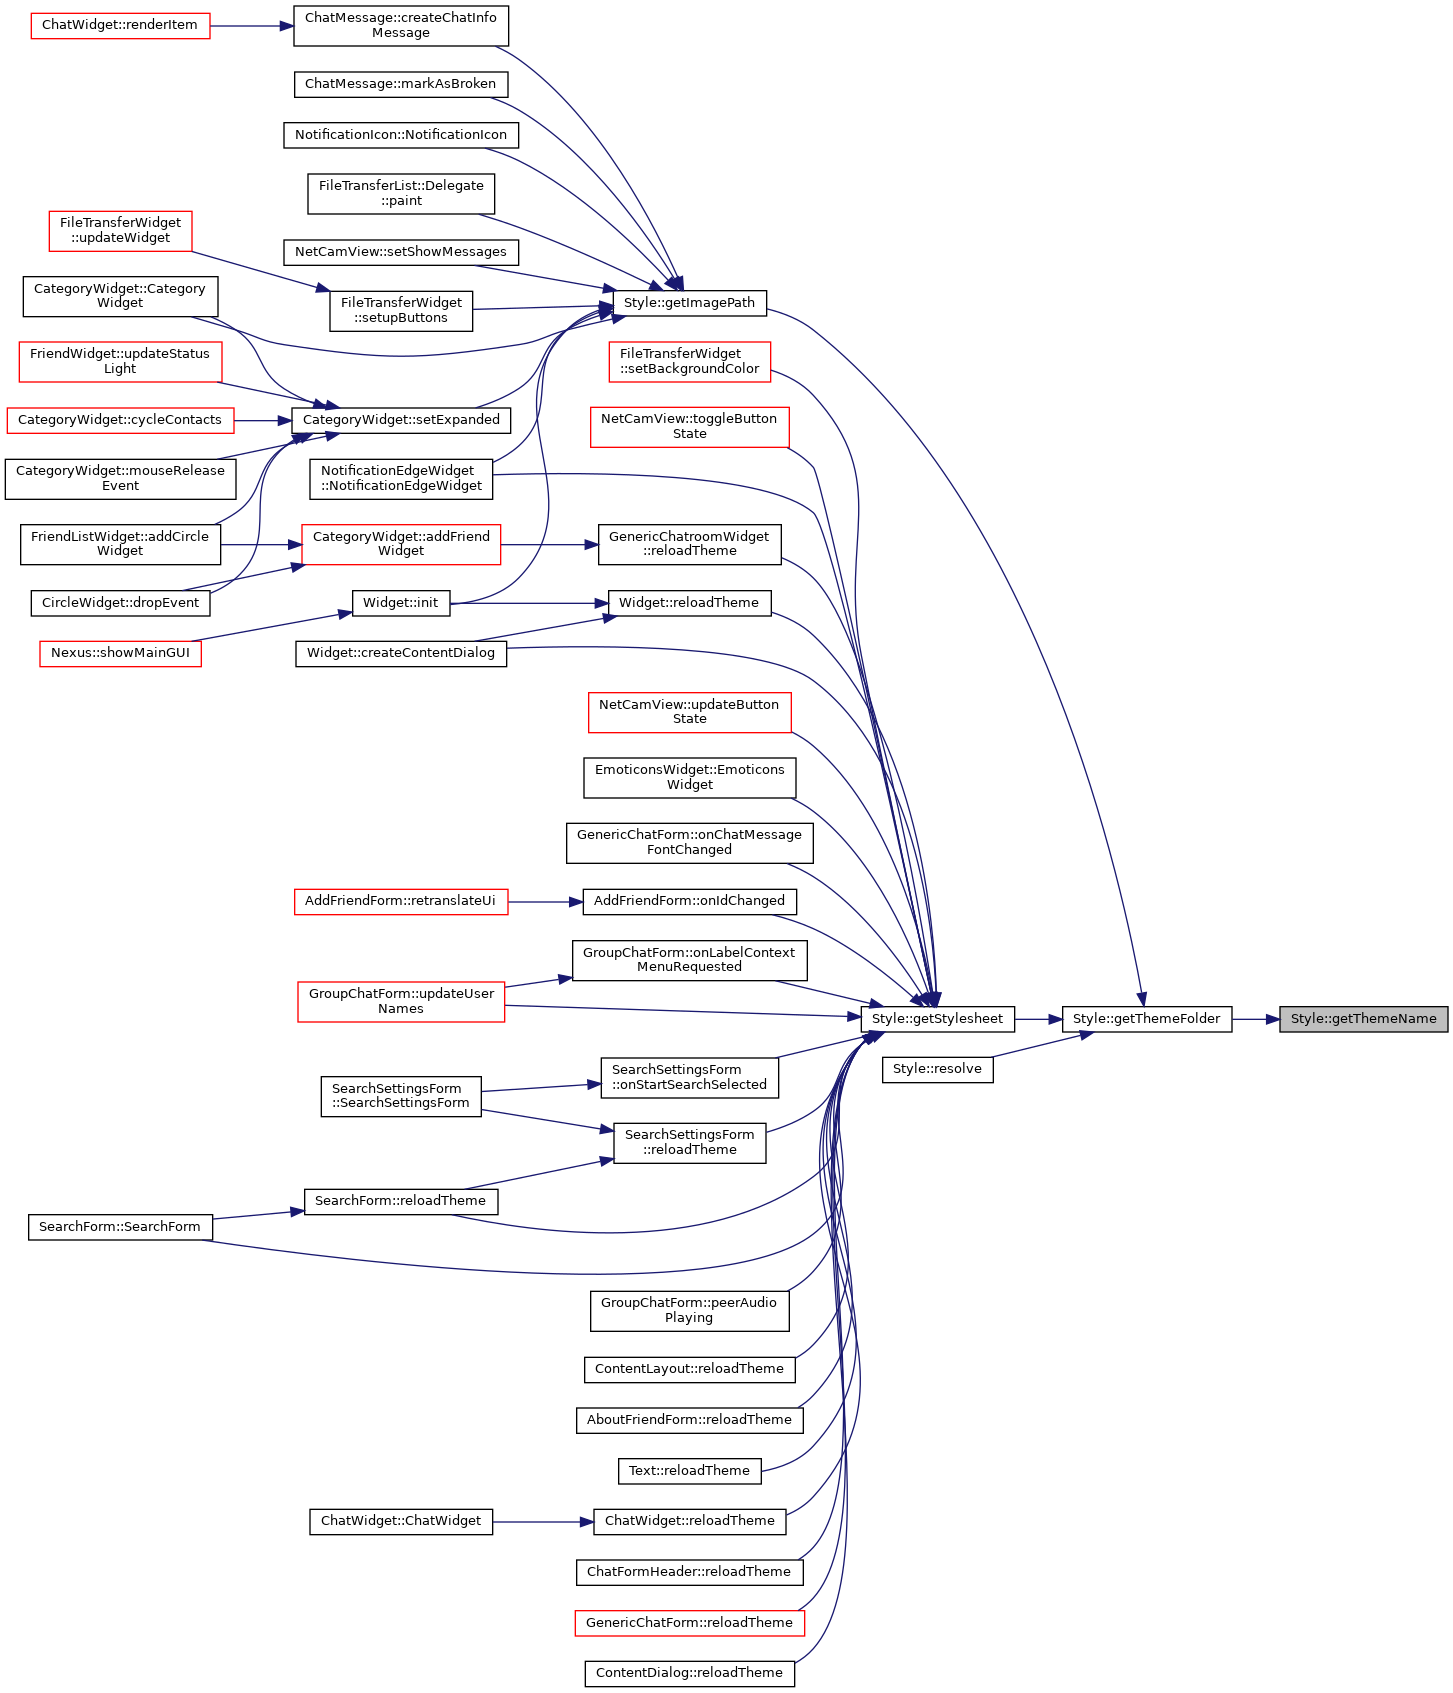 ChatWidget::renderItem
ChatMessage::createChatInfo
Message
ChatMessage::markAsBroken
NotificationIcon::NotificationIcon
FileTransferList::Delegate
::paint
FileTransferWidget
::updateWidget
NetCamView::setShowMessages
CategoryWidget::Category
Widget
FileTransferWidget
::setupButtons
Style::getImagePath
FriendWidget::updateStatus
Light
FileTransferWidget
::setBackgroundColor
CategoryWidget::cycleContacts
CategoryWidget::setExpanded
NetCamView::toggleButton
State
CategoryWidget::mouseRelease
Event
NotificationEdgeWidget
::NotificationEdgeWidget
FriendListWidget::addCircle
Widget
CategoryWidget::addFriend
Widget
GenericChatroomWidget
::reloadTheme
CircleWidget::dropEvent
Widget::init
Widget::reloadTheme
Nexus::showMainGUI
Widget::createContentDialog
NetCamView::updateButton
State
EmoticonsWidget::Emoticons
Widget
GenericChatForm::onChatMessage
FontChanged
AddFriendForm::retranslateUi
AddFriendForm::onIdChanged
GroupChatForm::onLabelContext
MenuRequested
GroupChatForm::updateUser
Names
Style::getStylesheet
Style::getThemeFolder
Style::getThemeName
Style::resolve
SearchSettingsForm
::onStartSearchSelected
SearchSettingsForm
::SearchSettingsForm
SearchSettingsForm
::reloadTheme
SearchForm::reloadTheme
SearchForm::SearchForm
GroupChatForm::peerAudio
Playing
ContentLayout::reloadTheme
AboutFriendForm::reloadTheme
Text::reloadTheme
ChatWidget::ChatWidget
ChatWidget::reloadTheme
ChatFormHeader::reloadTheme
GenericChatForm::reloadTheme
ContentDialog::reloadTheme